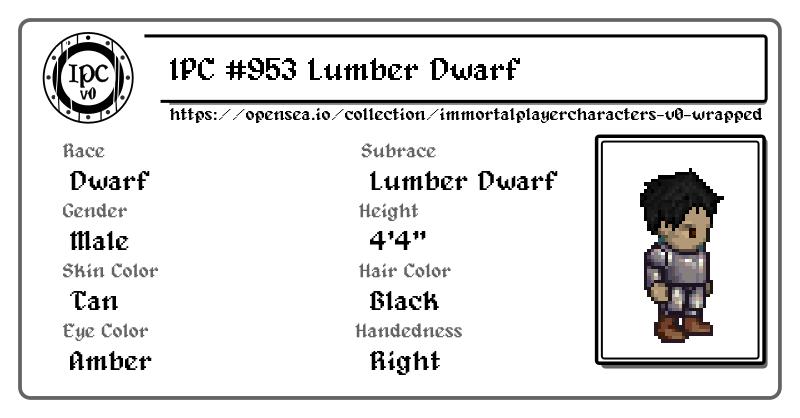 IPC
v0
IPC #953 Lumber Dwarf
https://opensea.io/collection/immortalplayercharacters-v0-wrapped
Race
Dwarf
Subrace
Lumber Dwarf
Gender
Male
Height
4'4"
Skin Color
Tan
Hair Color
Black
Eye Color
Amber
Handedness
Right